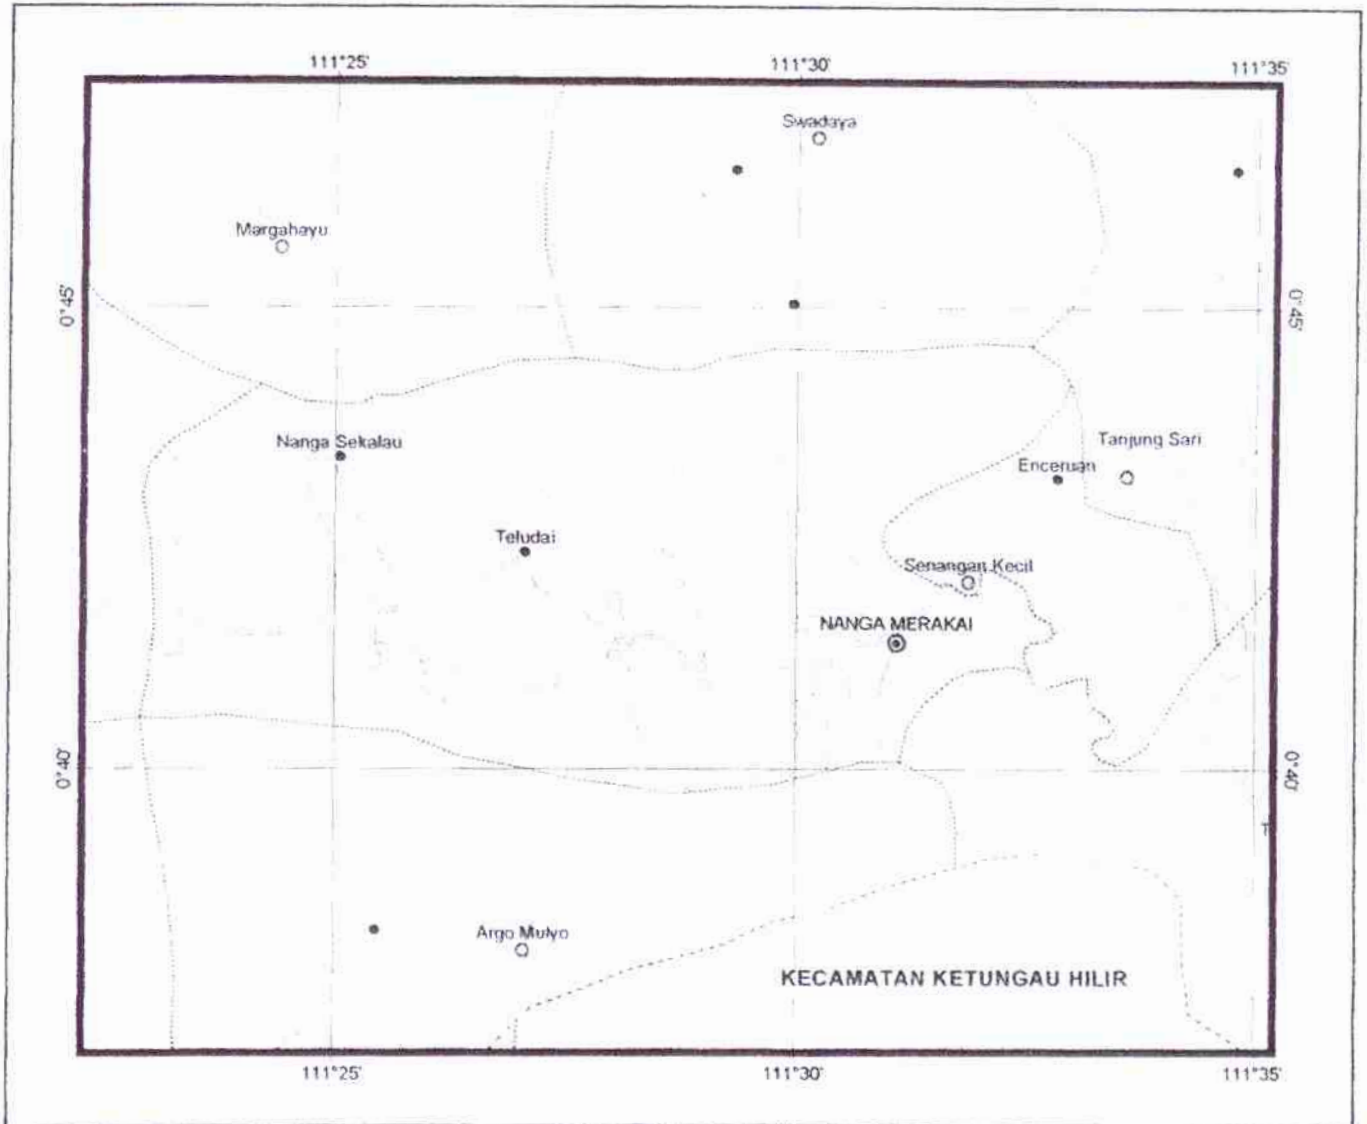 111°25'
111°30'
111°35'
Swadaya
Margahayu
0°45'
0°45'
Nanga Sekalau
Tanjung Sari
Enceruan
Teludai
Senangan Kecil
NANGA MERAKAI
0°40'
0°40'
T
Argo Mulyo
KECAMATAN KETUNGAU HILIR
111°25'
111°30'
111°35'